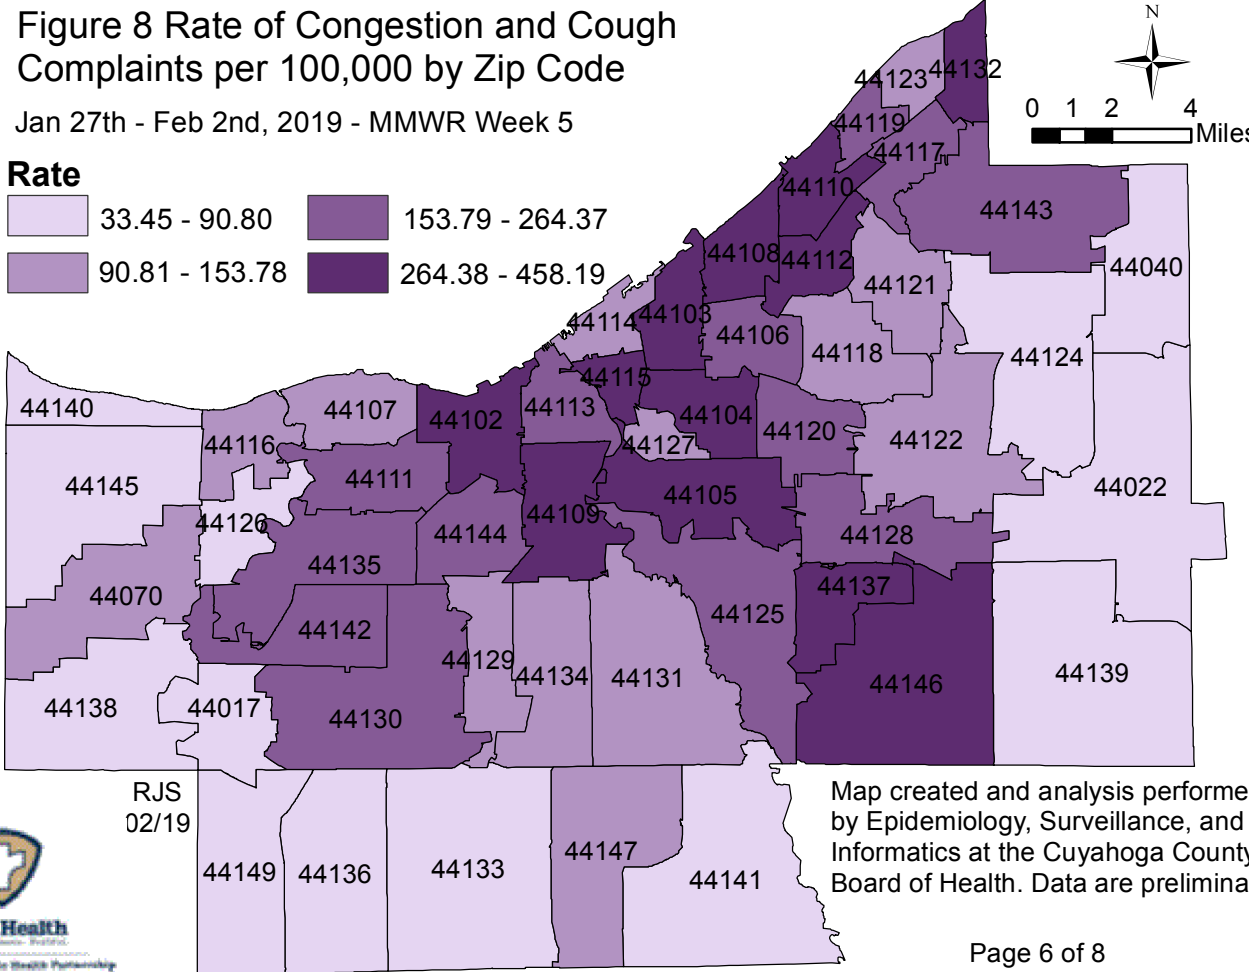 Figure 8 Rate of Congestion and Cough
Complaints per 100,000 by Zip Code
Jan 27th - Feb 2nd, 2019 - MMWR Week 5
Rate
33.45 - 90.80
153.79 - 264.37
90.81 - 153.78
264.38 - 458.19
N
0 1 2 4
Miles
44123
44132
44119
44117
44110
44143
44108
44112
44040
44121
44114
44103
44106
44118
44124
44115
44140
44107
44102
44113
44104
44120
44122
44116
44127
44145
44111
44105
44022
44126
44109
44144
44128
44135
44137
44070
44125
44142
44129
44134
44131
44146
44139
44138
44017
44130
RJS
02/19
Map created and analysis performe
by Epidemiology, Surveillance, and
Informatics at the Cuyahoga County
Board of Health. Data are prelimina
44149
44136
44133
44147
44141
Health
Page 6 of 8